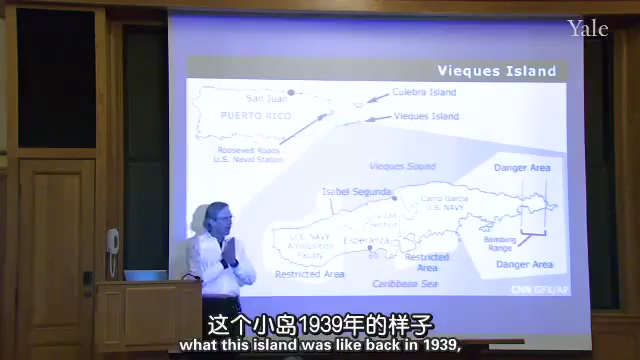 Yale
Vieques Island
San Juan
Culebra Island
PUERTO RICO
Vieques Island
Roosevelt Roads
U.S. Naval Station
Vieques Sound
Danger Area
Isabel Segunda
Camp Garcia
U.S. NAVY
U.S. NAVY
Ammunition
Facility
Esperanza
Bombing
Range
Restricted Area
Restricted
Area
Danger Area
Caribbean Sea
CNN GFX/AP
这个小岛1939年的样子
what this island was like back in 1939,